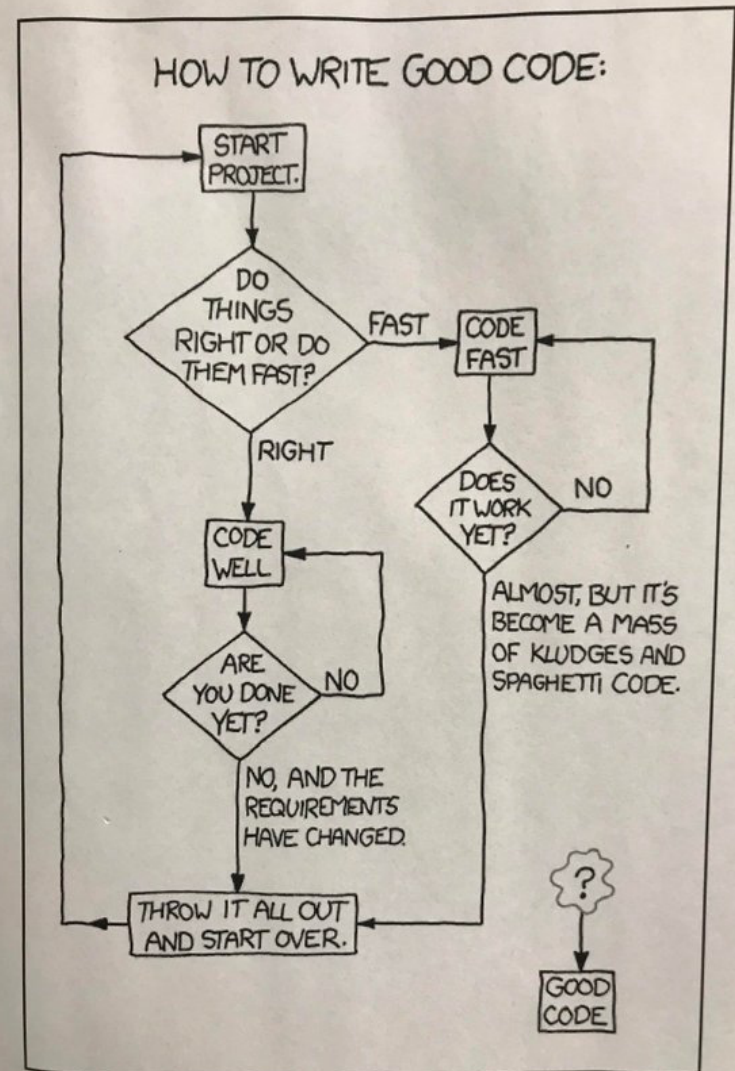 HOW TO WRITE GOOD CODE:
START
PROJECT.
DO
THINGS
RIGHT OR DO
THEM FAST?
FAST
CODE
FAST
RIGHT
DOES
IT WORK
YET?
NO
CODE
WELL
ALMOST, BUT IT'S
BECOME A MASS
OF KLUDGES AND
SPAGHETTI CODE.
ARE
YOU DONE
YET?
NO
NO, AND THE
REQUIREMENTS
HAVE CHANGED.
THROW IT ALL OUT
AND START OVER.
?
GOOD
CODE